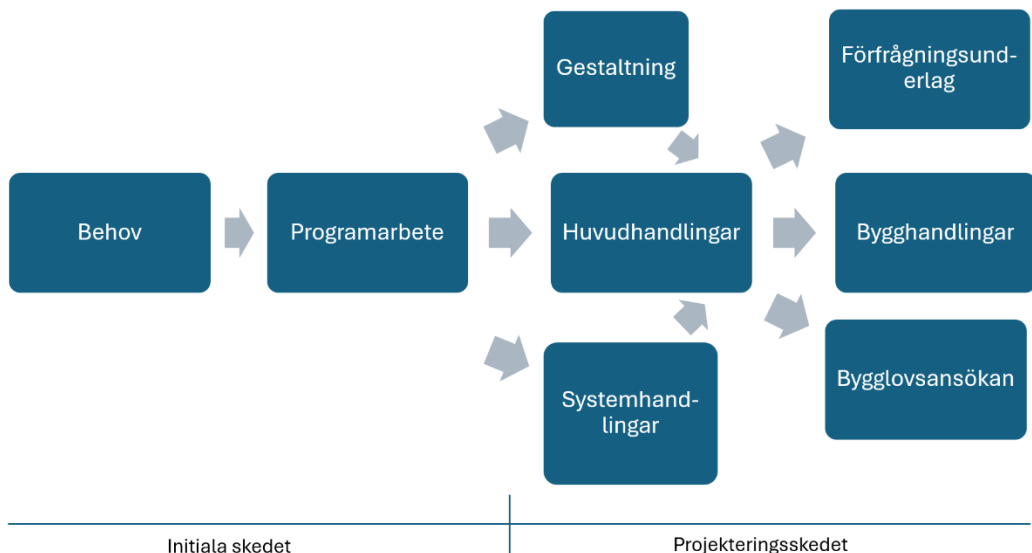 Gestaltning
Förfrågningsund-
erlag
Behov
Programarbete
Huvudhandlingar
Bygghandlingar
Systemhand-
lingar
Bygglovsansökan
Initiala skedet
Projekteringsskedet